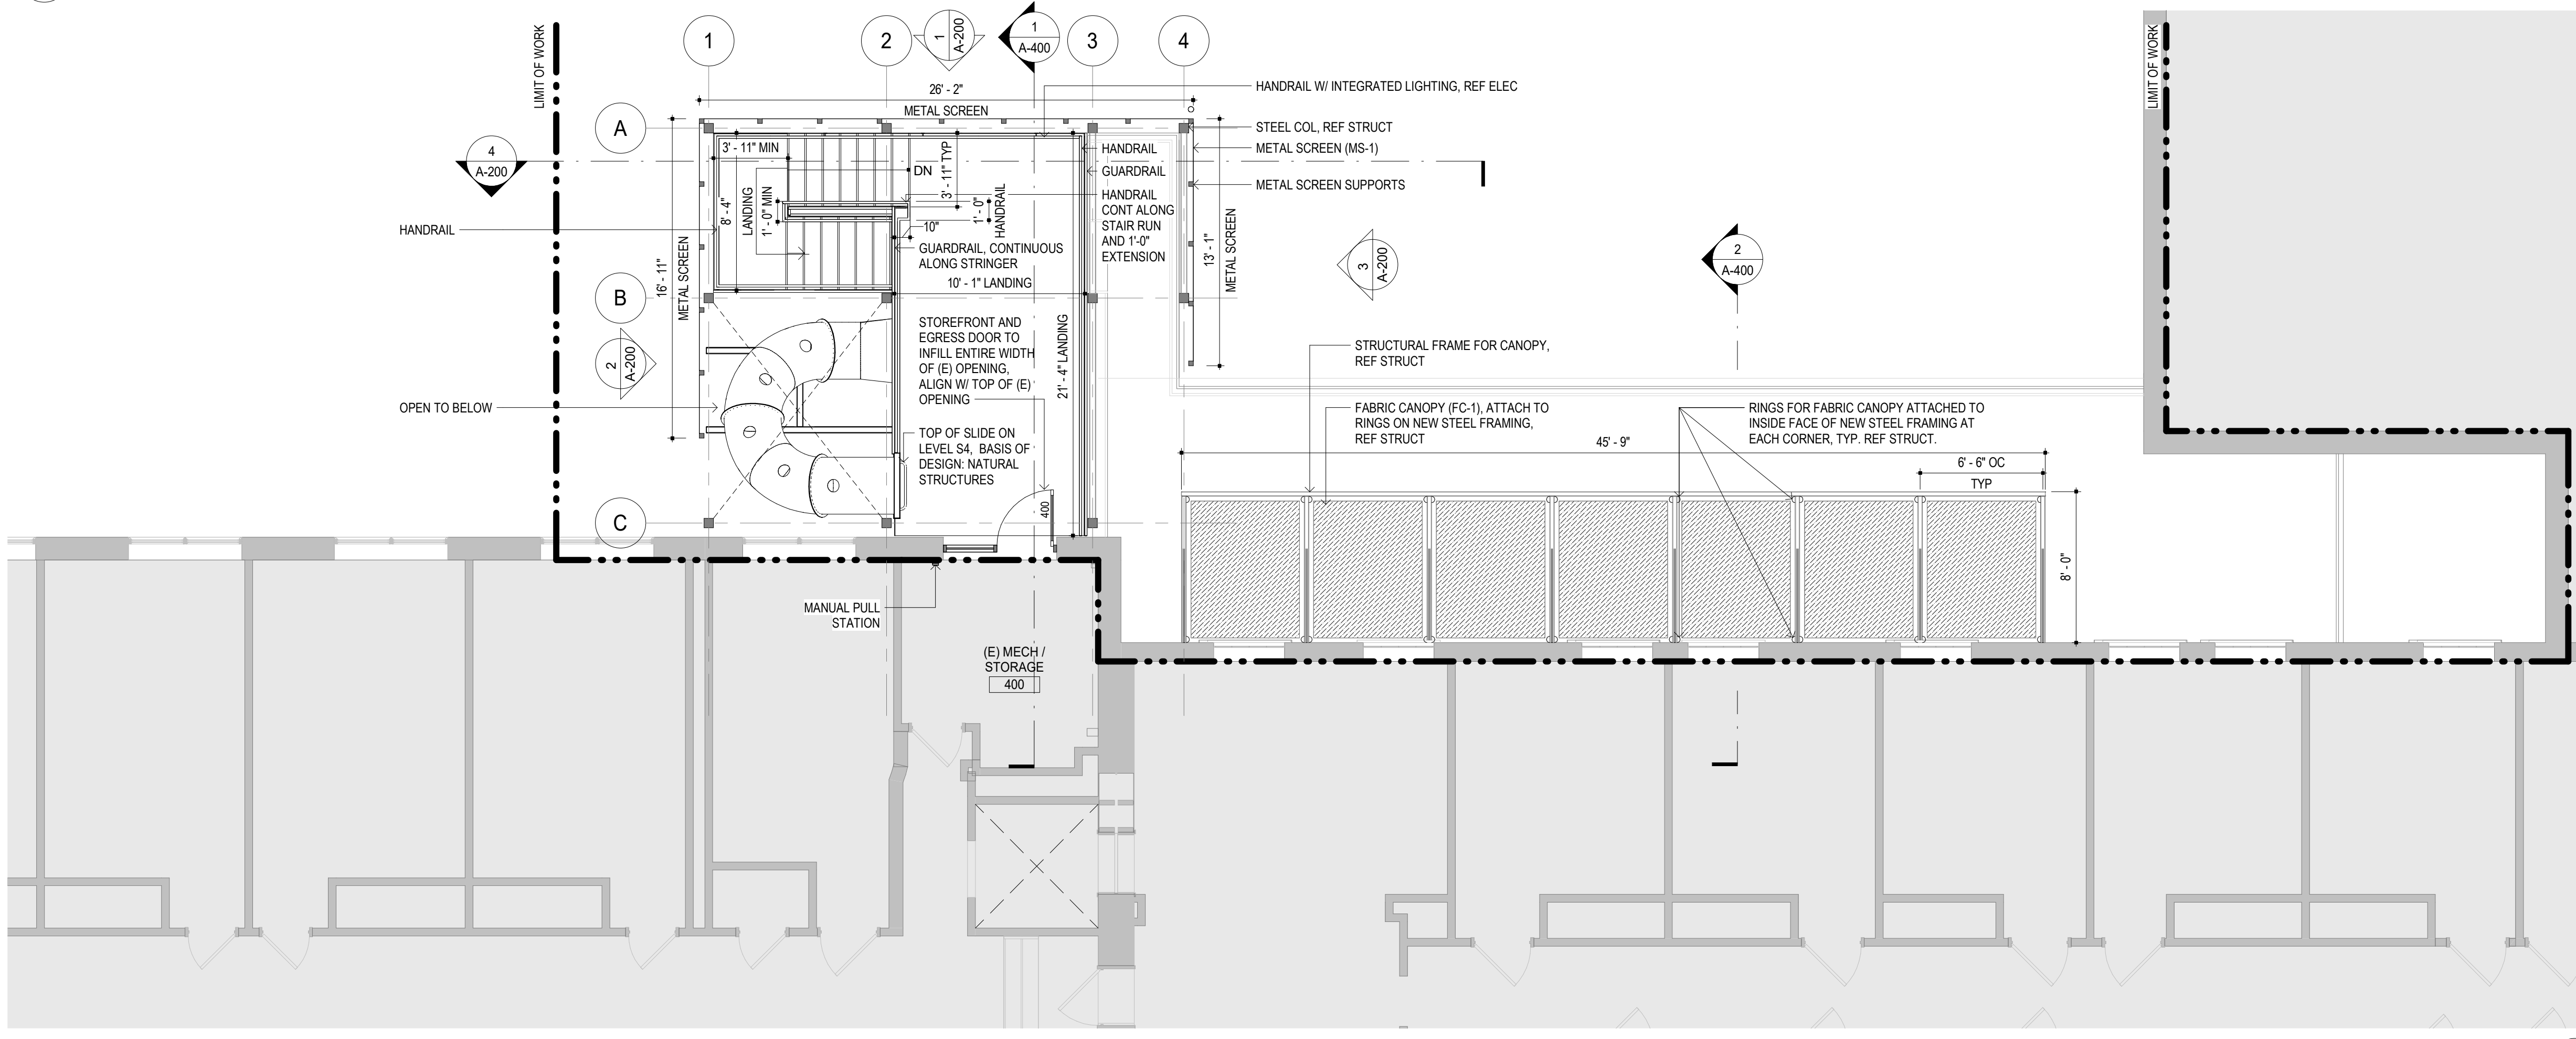 LIMIT OF WORK
1
2
1
A-200
1
A-400
3
4
LIMIT OF WORK
26' - 2"
METAL SCREEN
HANDRAIL W/ INTEGRATED LIGHTING, REF ELEC
A
STEEL COL, REF STRUCT
4
A-200
3' - 11" MIN
3' - 11" TYP
HANDRAIL
METAL SCREEN (MS-1)
DN
GUARDRAIL
METAL SCREEN SUPPORTS
8' - 4"
LANDING
1' - 0" MIN
1' - 0"
HANDRAIL
HANDRAIL
CONT ALONG
STAIR RUN
AND 1'-0"
EXTENSION
HANDRAIL
10"
GUARDRAIL, CONTINUOUS
ALONG STRINGER
16' - 11"
METAL SCREEN
13' - 1"
METAL SCREEN
3
A-200
2
A-400
B
10' - 1" LANDING
STOREFRONT AND
EGRESS DOOR TO
INFILL ENTIRE WIDTH
OF (E) OPENING,
ALIGN W/ TOP OF (E)
OPENING
21' - 4" LANDING
2
A-200
STRUCTURAL FRAME FOR CANOPY,
REF STRUCT
OPEN TO BELOW
FABRIC CANOPY (FC-1), ATTACH TO
RINGS ON NEW STEEL FRAMING,
REF STRUCT
RINGS FOR FABRIC CANOPY ATTACHED TO
INSIDE FACE OF NEW STEEL FRAMING AT
EACH CORNER, TYP. REF STRUCT.
TOP OF SLIDE ON
LEVEL S4, BASIS OF
DESIGN: NATURAL
STRUCTURES
45' - 9"
6' - 6" OC
TYP
C
400
8' - 0"
MANUAL PULL
STATION
(E) MECH /
STORAGE
400